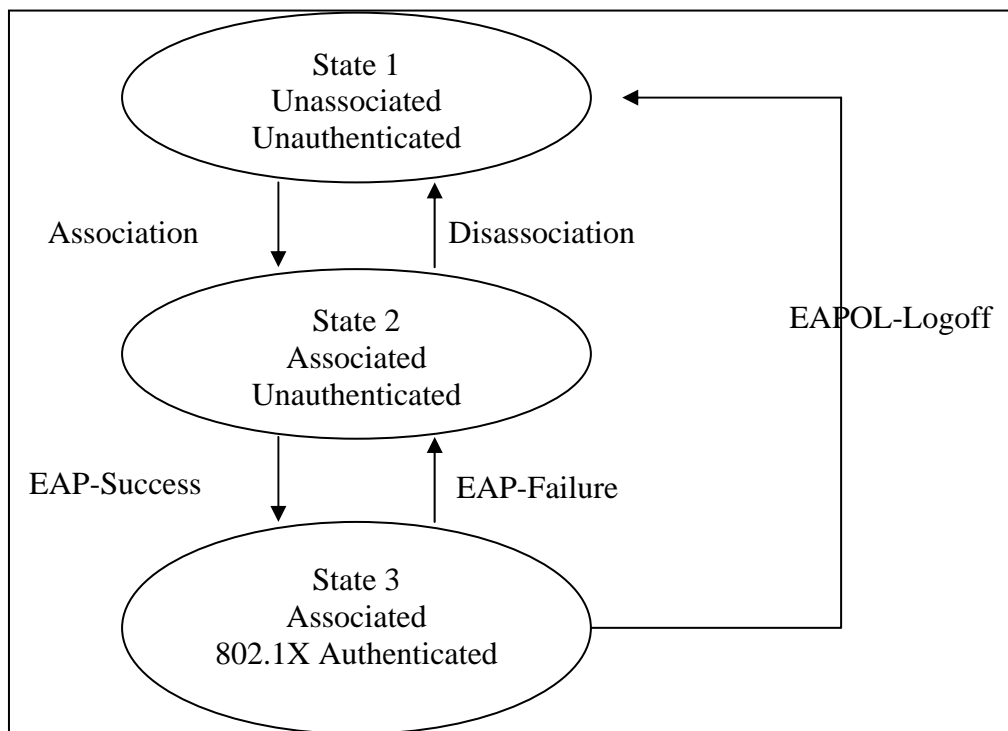 State 1
Unassociated
Unauthenticated
Association
Disassociation
State 2
Associated
Unauthenticated
EAPOL-Logoff
EAP-Success
EAP-Failure
State 3
Associated
802.1X Authenticated